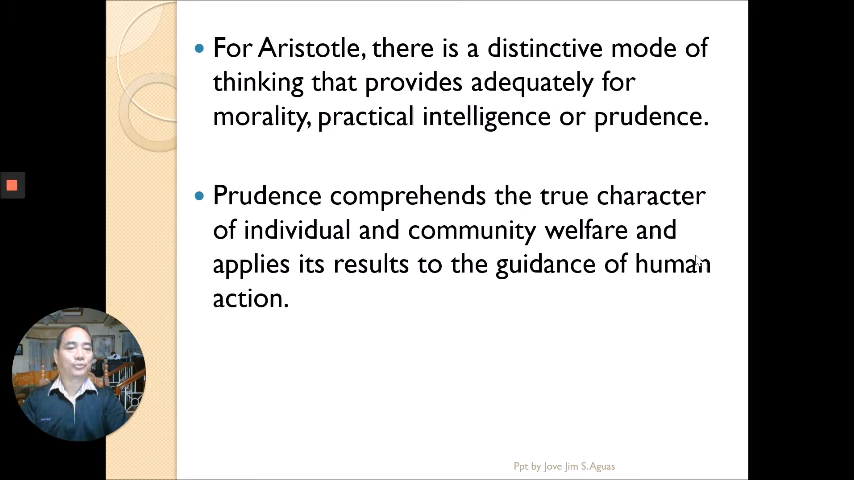 For Aristotle, there is a distinctive mode of
thinking that provides adequately for
morality, practical intelligence or prudence.
Prudence comprehends the true character
of individual and community welfare and
applies its results to the guidance of human
action.
Ppt by Jove Jim S. Aguas